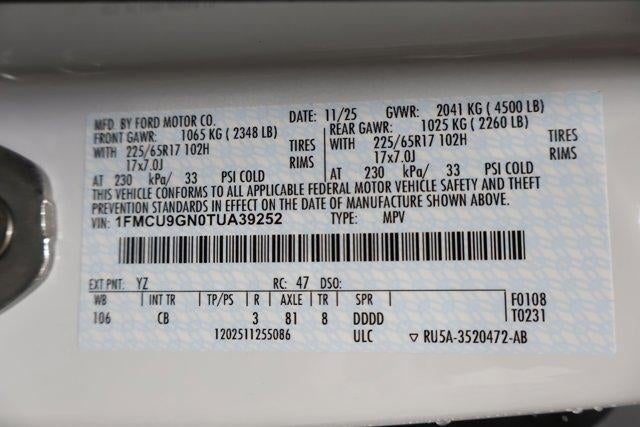 MFD. BY FORD MOTOR CO. DATE: 11/25 GVWR: 2041 KG ( 4500 LB)
FRONT GAWR: 1065 KG ( 2348 LB) REAR GAWR: 1025 KG ( 2260 LB)
WITH 225/65R17 102H TIRES WITH 225/65R17 102H TIRES
17x7.0J RIMS 17x7.0J RIMS
AT 230 kPa/ 33 PSI COLD AT 230 kPa/ 33 PSI COLD
THIS VEHICLE CONFORMS TO ALL APPLICABLE FEDERAL MOTOR VEHICLE SAFETY AND THEFT
PREVENTION STANDARDS IN EFFECT ON THE DATE OF MANUFACTURE SHOWN ABOVE.
VIN: 1FMCU9GN0TUA39252 TYPE: MPV
EXT PNT: YZ RC: 47 DSO:
WB INT TR TP/PS R AXLE TR SPR F0108
106 CB 3 81 8 DDDD T0231
1202511255086 ULC ▽ RU5A-3520472-AB